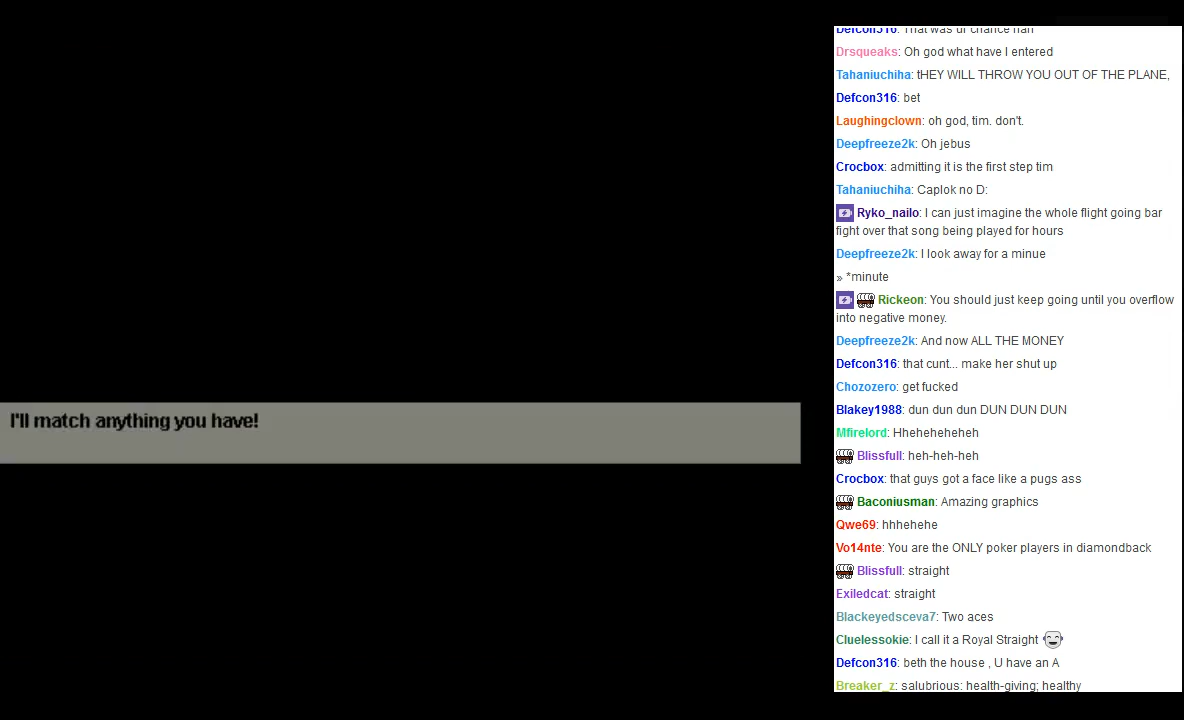 I'll match anything you have!
Defcon316: That was ur chance nah
Drsqueaks: Oh god what have I entered
Tahaniuchiha: tHEY WILL THROW YOU OUT OF THE PLANE,
Defcon316: bet
Laughingclown: oh god, tim. don't.
Deepfreeze2k: Oh jebus
Crocbox: admitting it is the first step tim
Tahaniuchiha: Caplok no D:
Ryko_nailo: I can just imagine the whole flight going bar
fight over that song being played for hours
Deepfreeze2k: I look away for a minue
» *minute
Rickeon: You should just keep going until you overflow
into negative money.
Deepfreeze2k: And now ALL THE MONEY
Defcon316: that cunt... make her shut up
Chozozero: get fucked
Blakey1988: dun dun dun DUN DUN DUN
Mfirelord: Hheheheheheh
Blissfull: heh-heh-heh
Crocbox: that guys got a face like a pugs ass
Baconiusman: Amazing graphics
Qwe69: hhhehehe
Vo14nte: You are the ONLY poker players in diamondback
Blissfull: straight
Exiledcat: straight
Blackeyedsceva7: Two aces
Cluelessokie: I call it a Royal Straight
Defcon316: beth the house , U have an A
Breaker_z: salubrious: health-giving; healthy